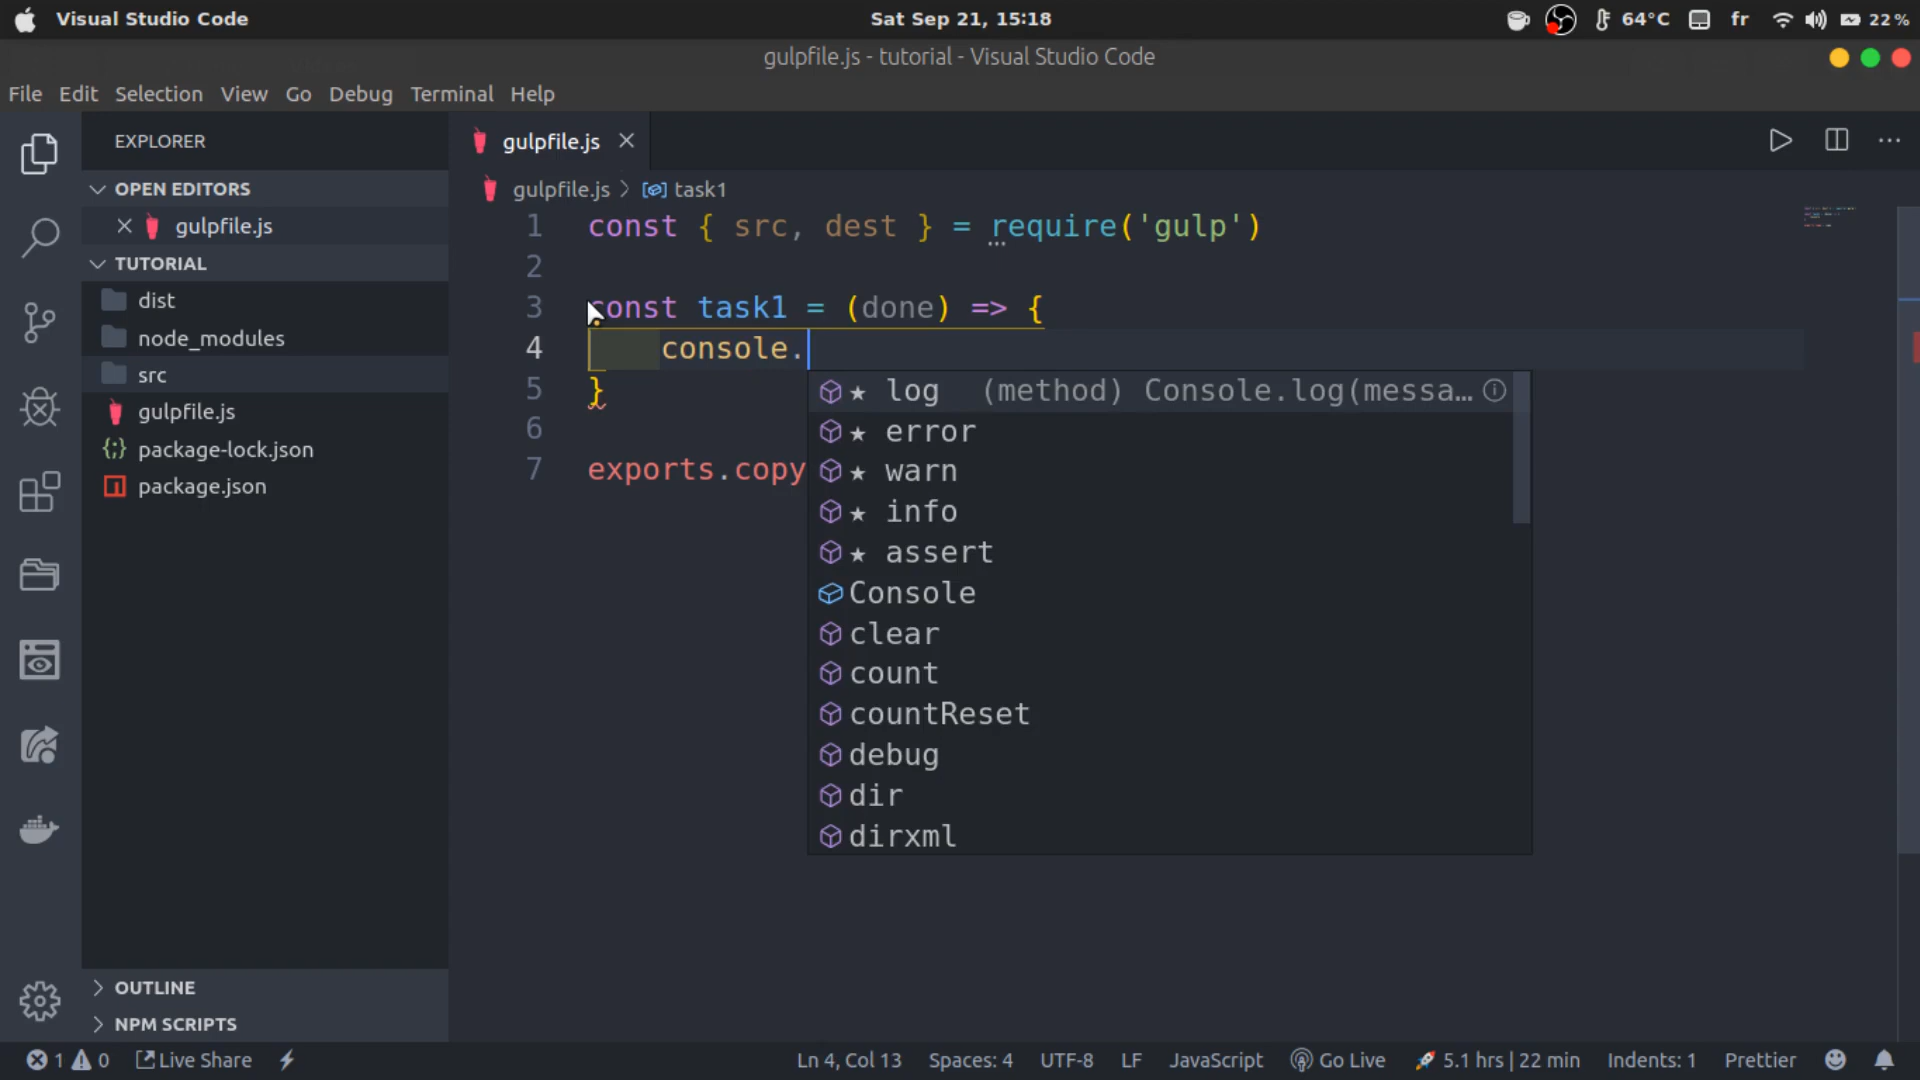 Visual Studio Code
Sat Sep 21, 15:18
64°C fr 22 %
gulpfile.js - tutorial - Visual Studio Code
File Edit Selection View Go Debug Terminal Help
EXPLORER
OPEN EDITORS
gulpfile.js
TUTORIAL
dist
node_modules
src
gulpfile.js
package-lock.json
package.json
OUTLINE
NPM SCRIPTS
gulpfile.js
gulpfile.js > task1
1 const { src, dest } = require('gulp')
2
3 const task1 = (done) => {
4 console.
5 }
6
7 exports.copy
log (method) Console.log(messa…
error
warn
info
assert
Console
clear
count
countReset
debug
dir
dirxml
1 0 Live Share
Ln 4, Col 13 Spaces: 4 UTF-8 LF JavaScript Go Live 5.1 hrs | 22 min Indents: 1 Prettier